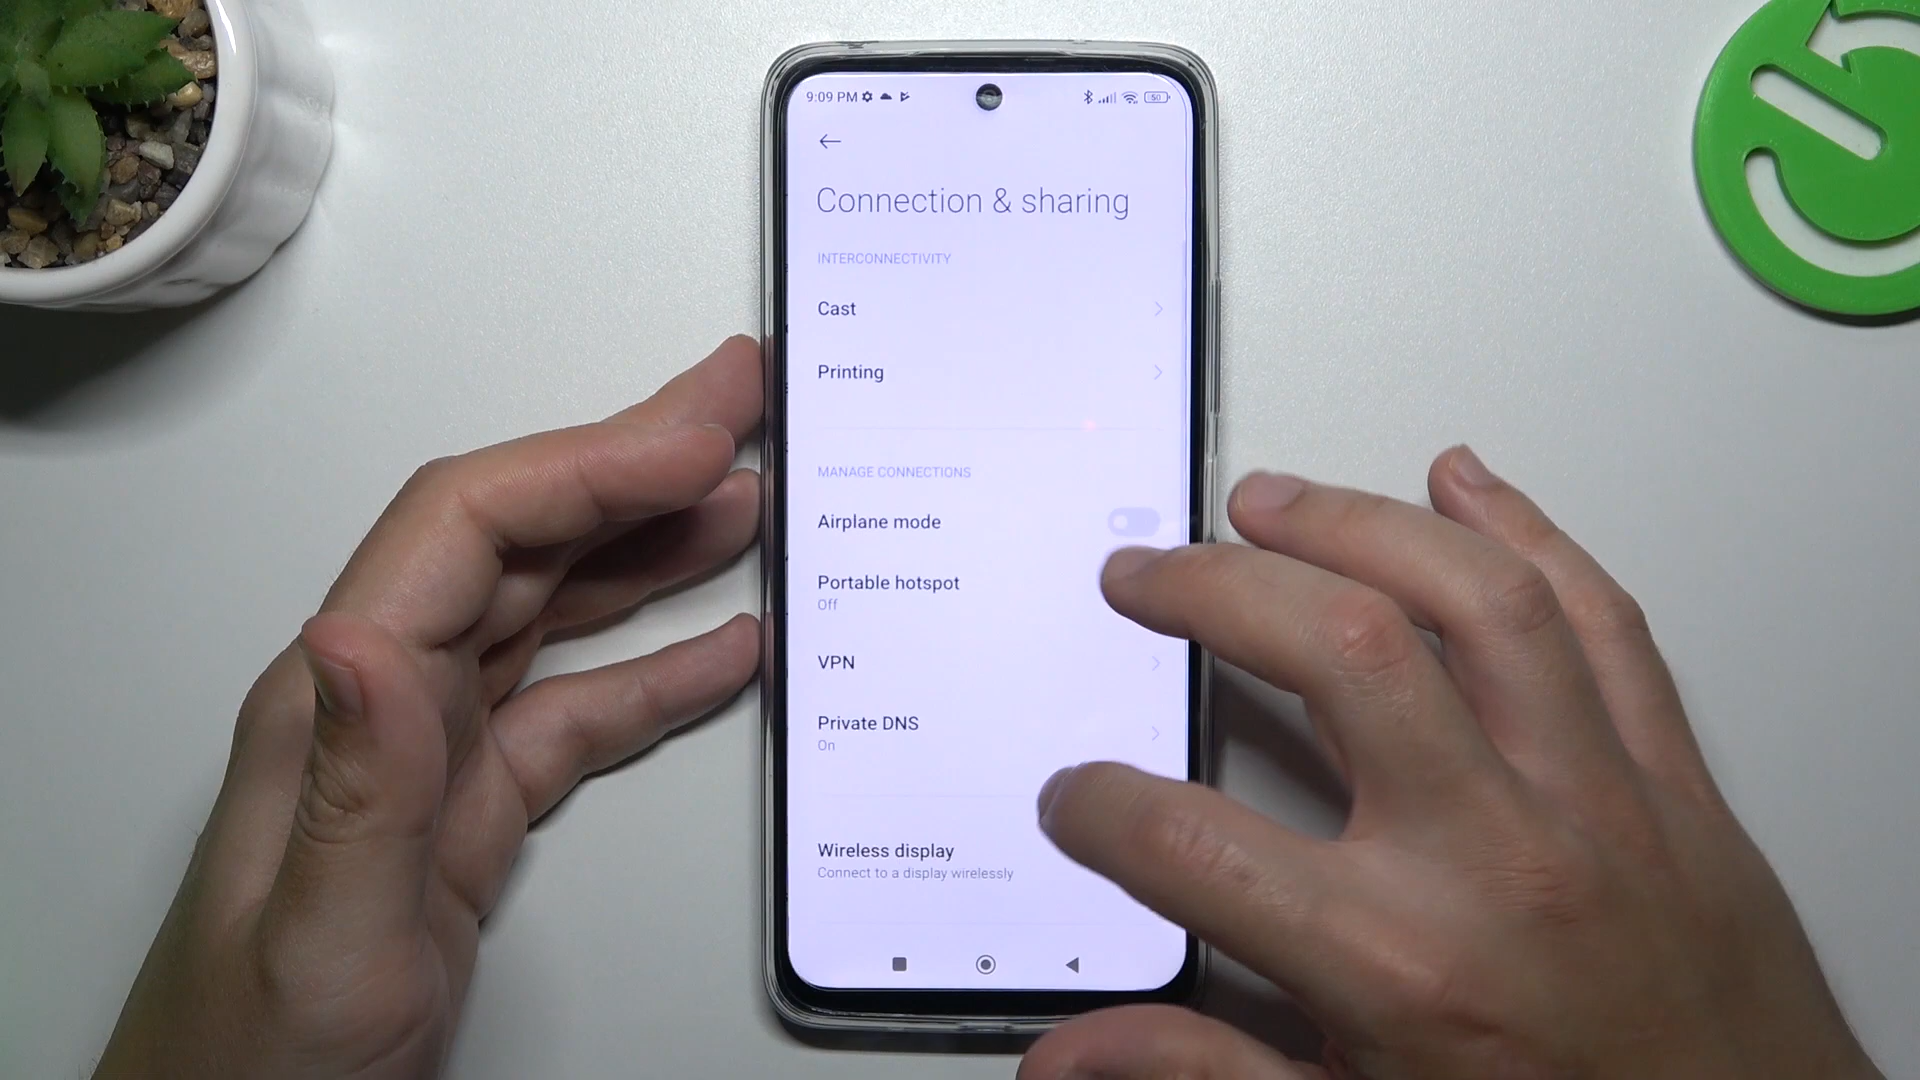 9:09 PM
50
Connection & sharing
INTERCONNECTIVITY
Cast
Printing
MANAGE CONNECTIONS
Airplane mode
Portable hotspot
Off
VPN
Private DNS
On
Wireless display
Connect to a display wirelessly